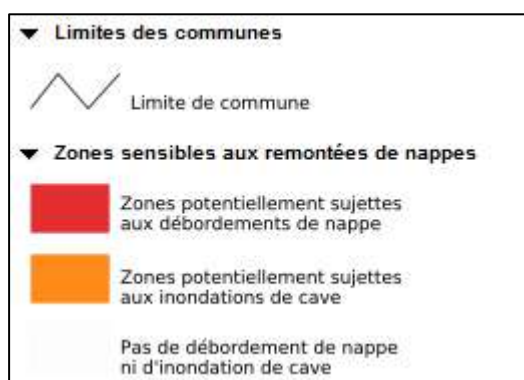 Limites des communes
Limite de commune
Zones sensibles aux remontées de nappes
Zones potentiellement sujettes
aux débordements de nappe
Zones potentiellement sujettes
aux inondations de cave
Pas de débordement de nappe
ni d'inondation de cave